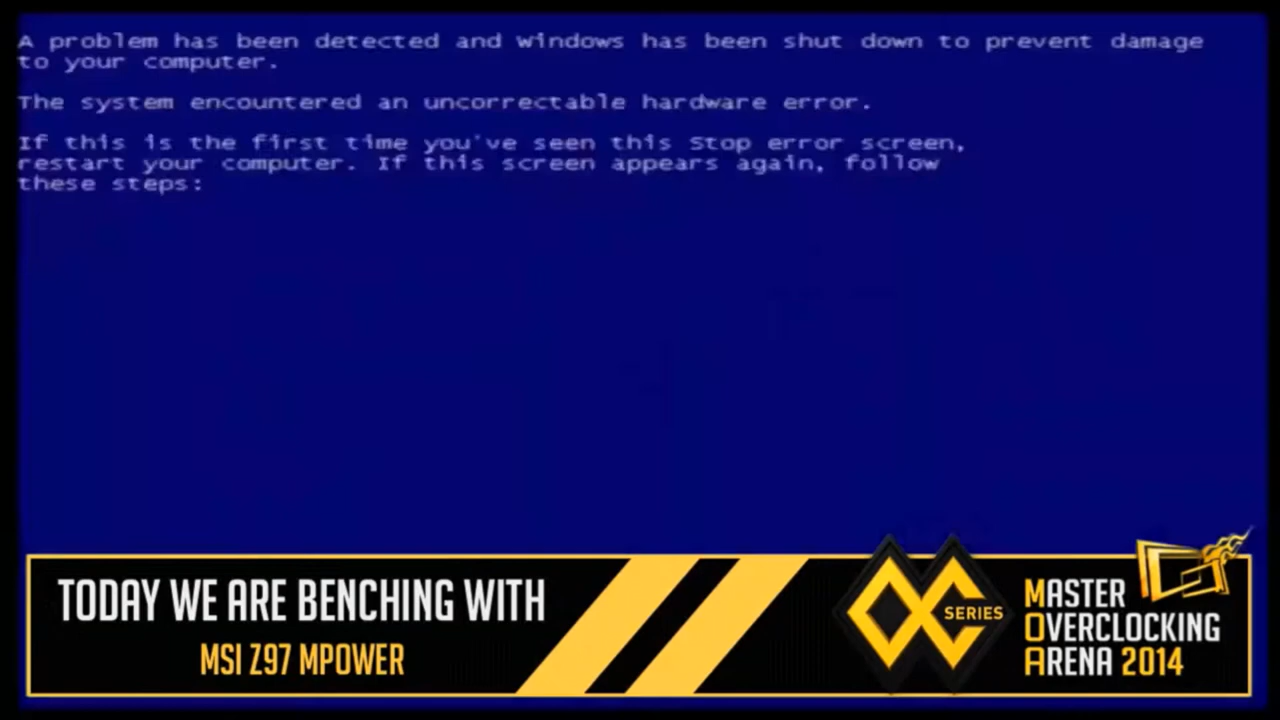 A problem has been detected and windows has been shut down to prevent damage
to your computer.
The system encountered an uncorrectable hardware error.
If this is the first time you've seen this Stop error screen,
restart your computer. If this screen appears again, follow
these steps:
TODAY WE ARE BENCHING WITH
MSI Z97 MPOWER
OC SERIES
MASTER
OVERCLOCKING
ARENA 2014